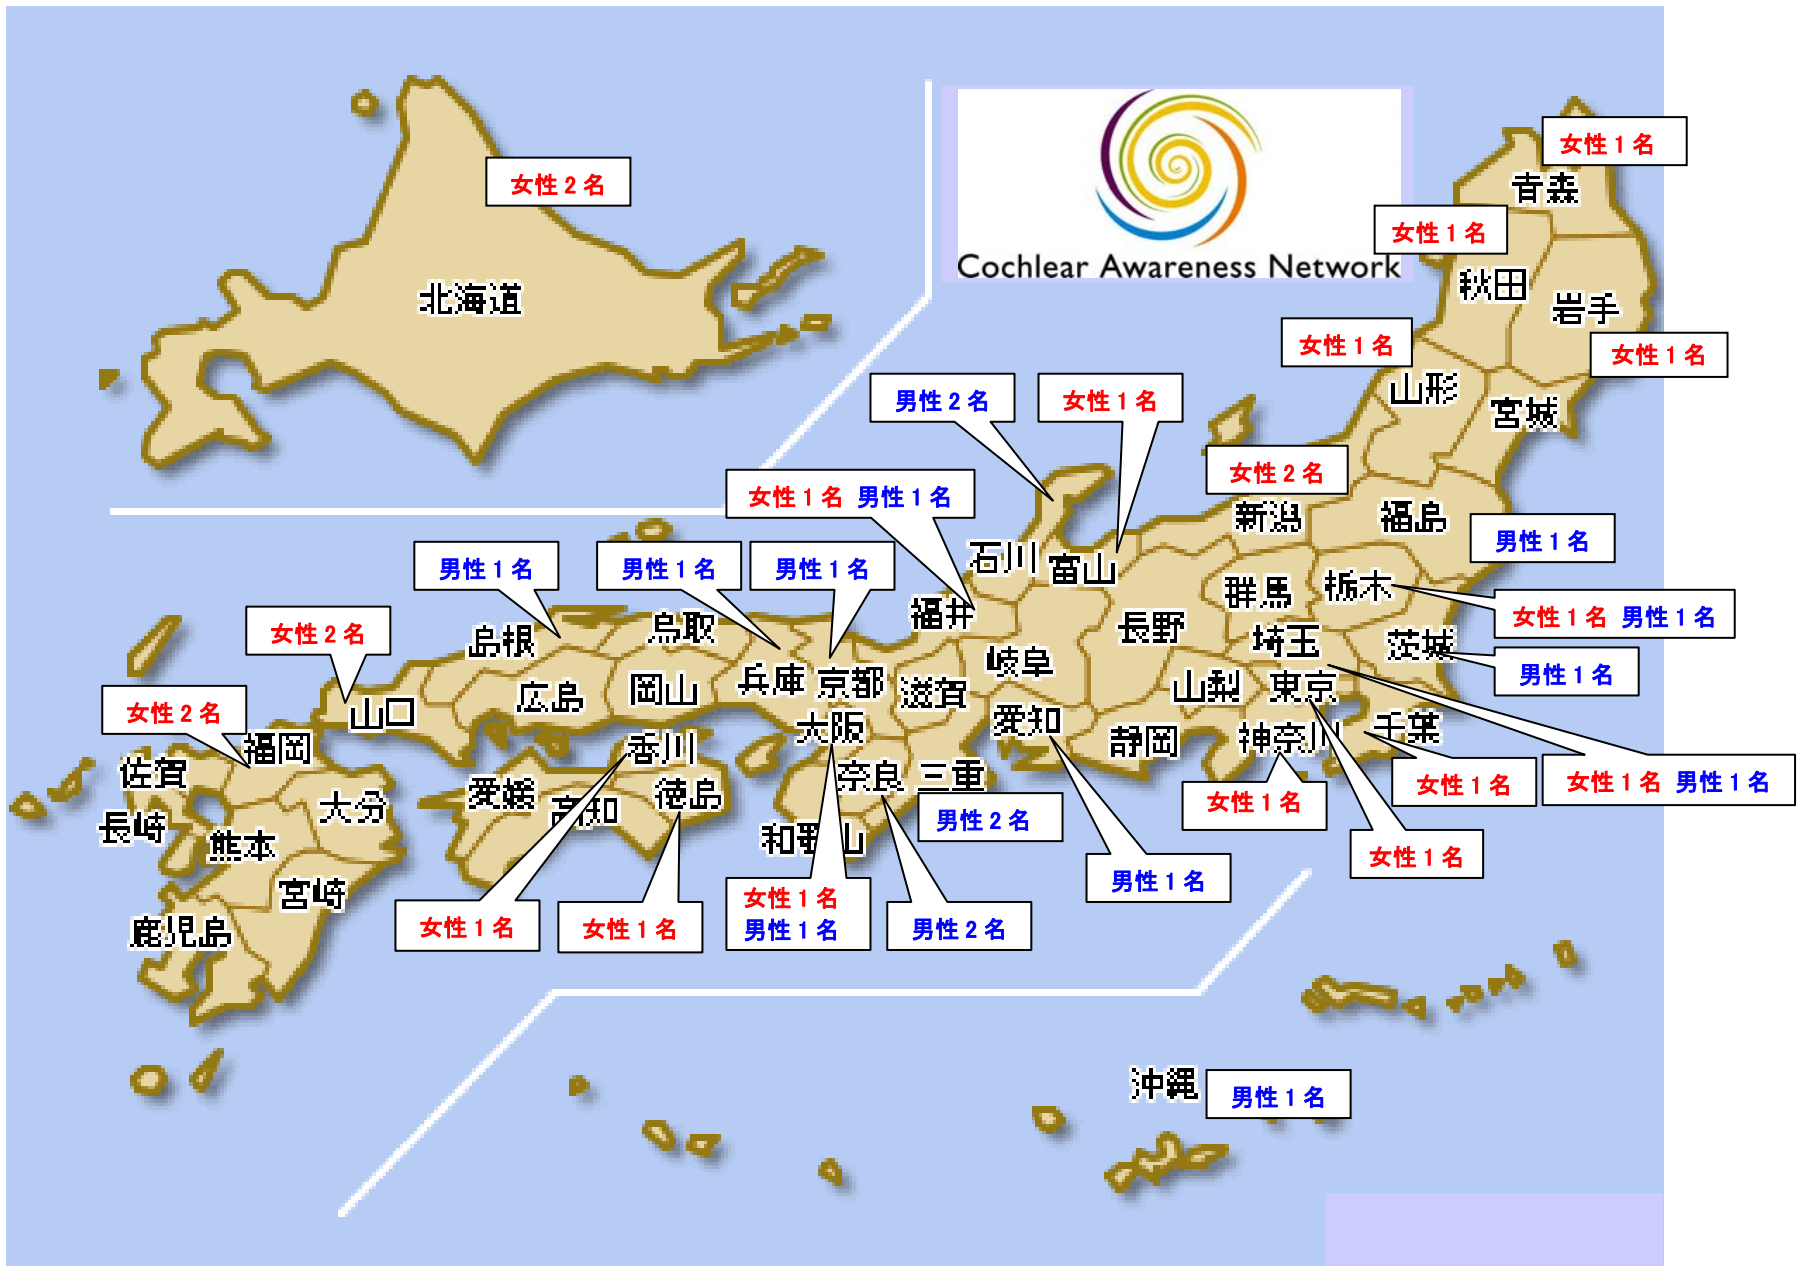 Cochlear Awareness Network
女性1名
青森
女性2名
女性1名
秋田
北海道
岩手
女性1名
女性1名
山形
宮城
男性2名
女性1名
女性2名
女性1名 男性1名
新潟
福島
男性1名
石川
富山
男性1名
男性1名
男性1名
群馬
栃木
女性1名 男性1名
福井
長野
埼玉
茨城
女性2名
島根
鳥取
岐阜
男性1名
兵庫
京都
滋賀
山梨
東京
広島
岡山
女性2名
山口
大阪
愛知
静岡
神奈川
千葉
福岡
香川
佐賀
奈良
三重
女性1名
女性1名 男性1名
愛媛
高知
徳島
女性1名
大分
長崎
男性2名
熊本
和歌山
女性1名
宮崎
男性1名
女性1名
男性1名
女性1名
女性1名
男性2名
鹿児島
沖縄
男性1名